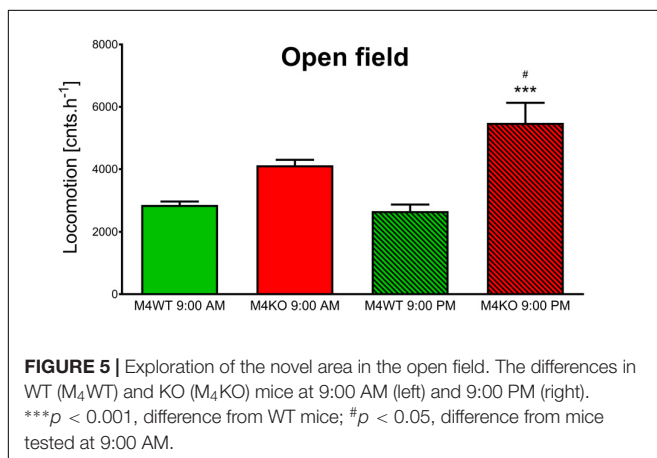 Open field
Locomotion [cnts.h⁻¹]
8000
6000
4000
2000
0
#
***
M4WT 9:00 AM M4KO 9:00 AM M4WT 9:00 PM M4KO 9:00 PM
FIGURE 5 | Exploration of the novel area in the open field. The differences in
WT (M₄WT) and KO (M₄KO) mice at 9:00 AM (left) and 9:00 PM (right).
***p < 0.001, difference from WT mice; #p < 0.05, difference from mice
tested at 9:00 AM.